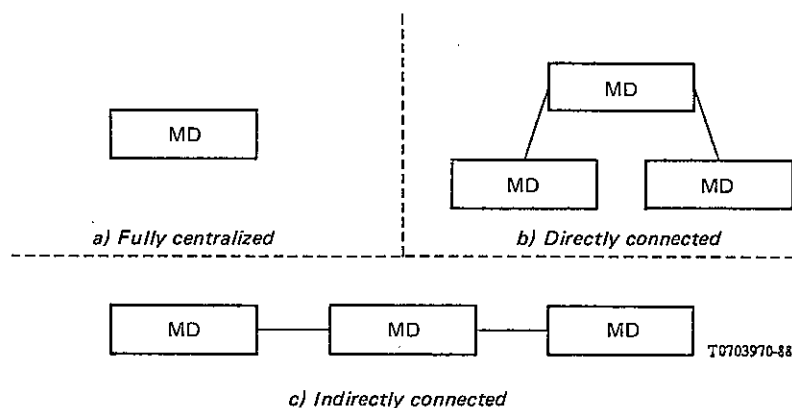 MD
MD
MD
MD
a) Fully centralized
b) Directly connected
MD
MD
MD
T0703970-88
c) Indirectly connected